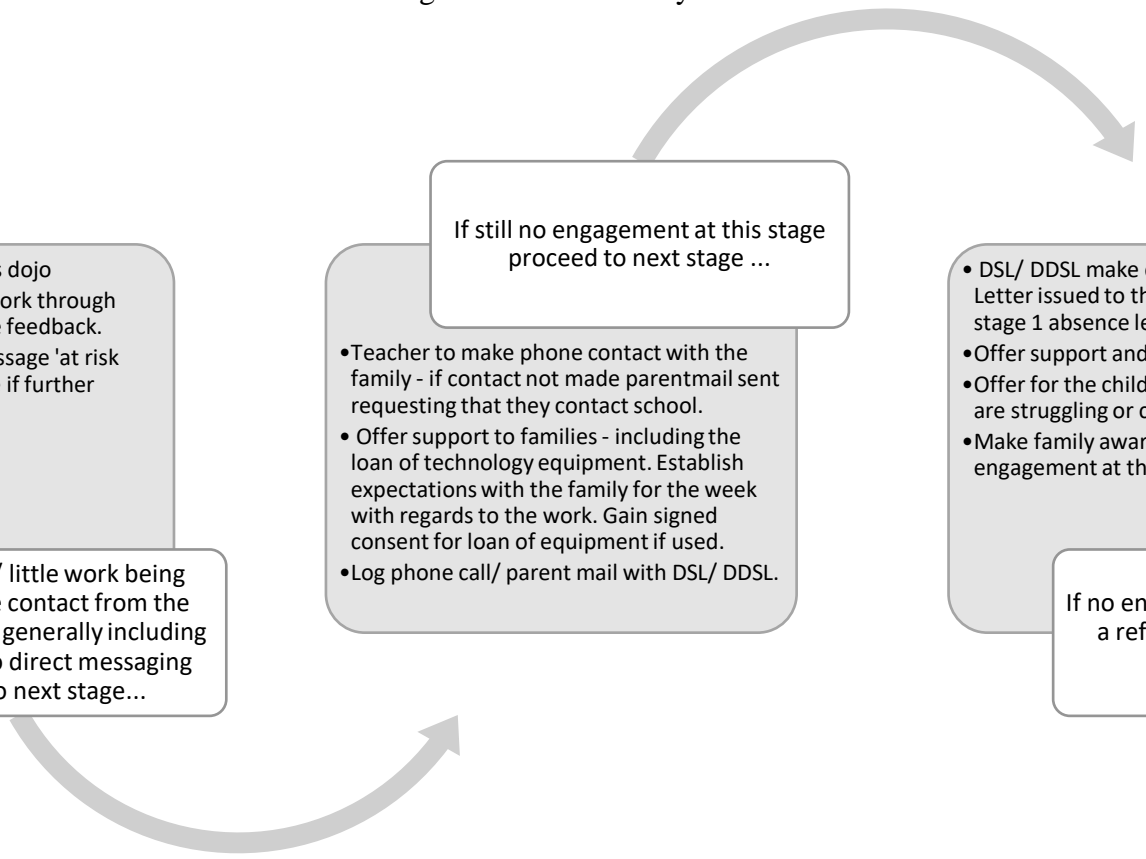 dojo
ork through
feedback.
ssage 'at risk
if further
/ little work being
contact from the
generally including
direct messaging
o next stage...
If still no engagement at this stage
proceed to next stage ...
•Teacher to make phone contact with the
family - if contact not made parentmail sent
requesting that they contact school.
• Offer support to families - including the
loan of technology equipment. Establish
expectations with the family for the week
with regards to the work. Gain signed
consent for loan of equipment if used.
•Log phone call/ parent mail with DSL/ DDSL.
• DSL/ DDSL make
Letter issued to th
stage 1 absence le
•Offer support and
•Offer for the child
are struggling or
•Make family awar
engagement at th
If no en
a ref